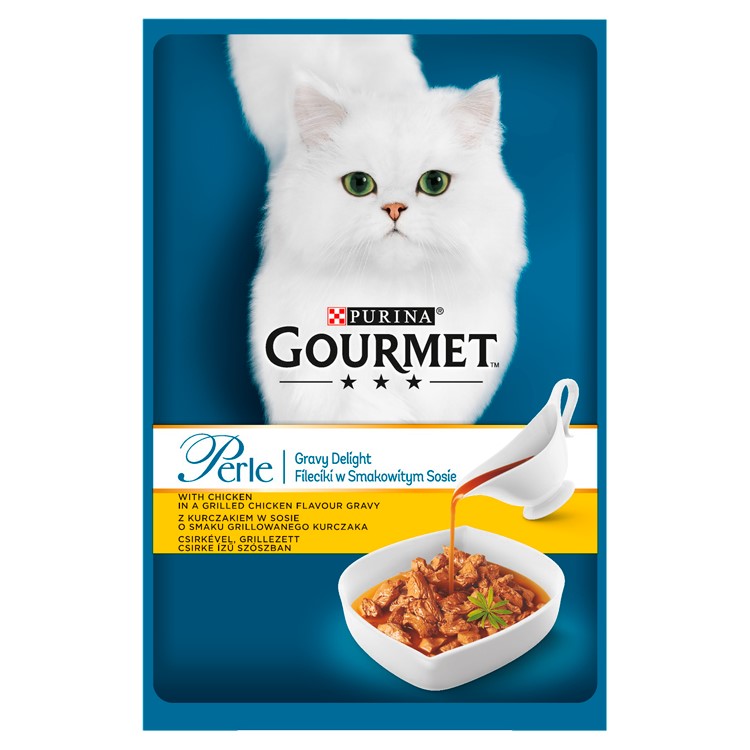 PURINA®
GOURMET™
Perle
Gravy Delight
Fileciki w Smakowitym Sosie
WITH CHICKEN
IN A GRILLED CHICKEN FLAVOUR GRAVY
Z KURCZAKIEM W SOSIE
O SMAKU GRILLOWANEGO KURCZAKA
CSIRKÉVEL, GRILLEZETT
CSIRKE ÍZŰ SZÓSZBAN